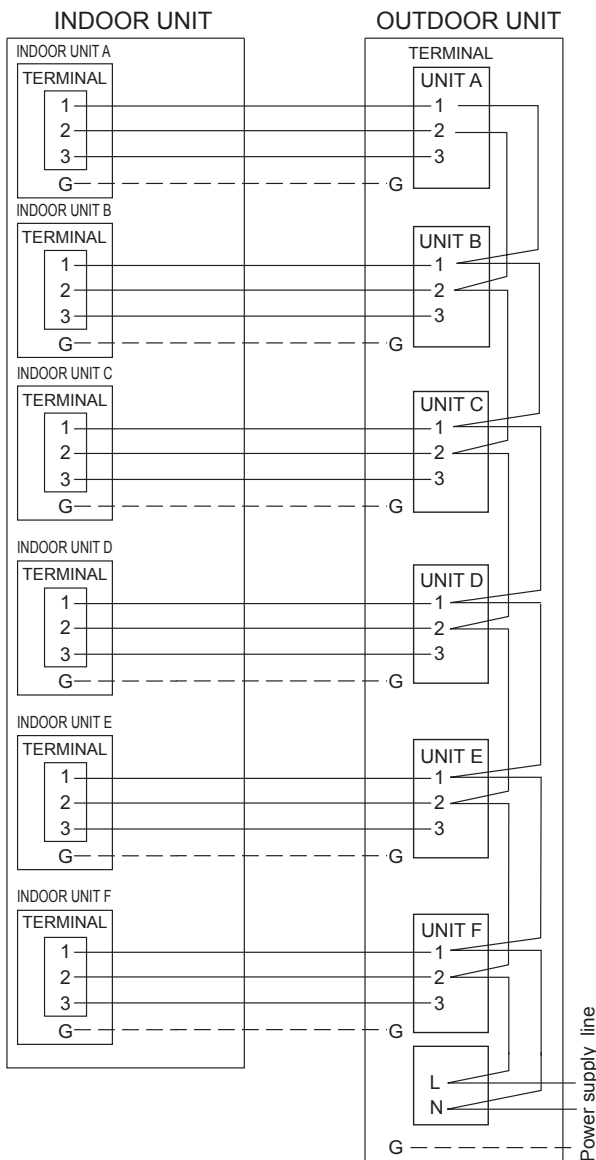 INDOOR UNIT
OUTDOOR UNIT
INDOOR UNIT A
TERMINAL
TERMINAL
UNIT A
1 1
2 2
3 3
G G
INDOOR UNIT B
TERMINAL
UNIT B
1 1
2 2
3 3
G G
INDOOR UNIT C
TERMINAL
UNIT C
1 1
2 2
3 3
G G
INDOOR UNIT D
TERMINAL
UNIT D
1 1
2 2
3 3
G G
INDOOR UNIT E
TERMINAL
UNIT E
1 1
2 2
3 3
G G
INDOOR UNIT F
TERMINAL
UNIT F
1 1
2 2
3 3
G G
L
N
G
Power supply line